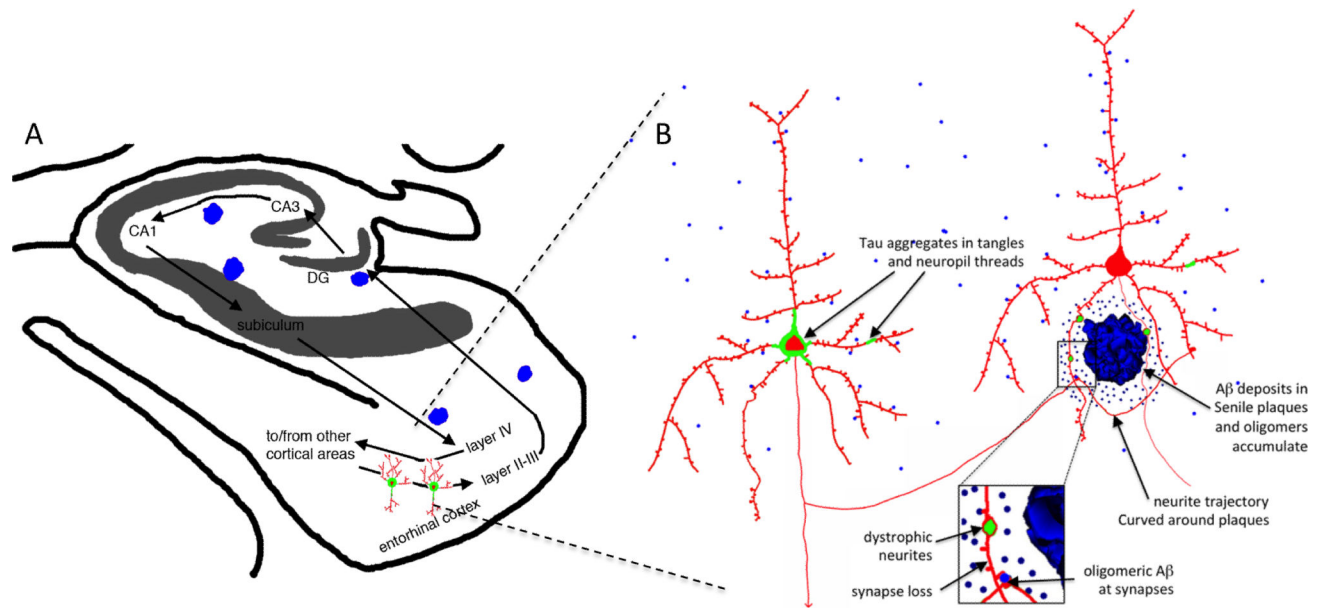 A
CA3
CA1
DG
subiculum
to/from other
cortical areas
layer IV
layer II-III
entorhinal cortex
B
Tau aggregates in tangles
and neuropil threads
Aβ deposits in
Senile plaques
and oligomers
accumulate
neurite trajectory
Curved around plaques
dystrophic
neurites
synapse loss
oligomeric Aβ
at synapses